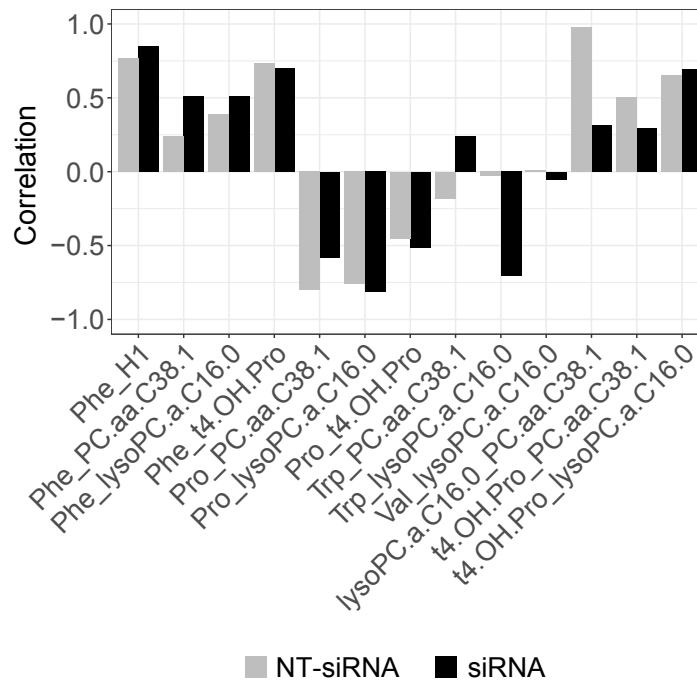 1.0
0.5
0.0
−0.5
−1.0
Correlation
Phe_H1
Phe_PC.aa.C38.1
Phe_lysoPC.a.C16.0
Phe_t4.OH.Pro
Pro_PC.aa.C38.1
Pro_lysoPC.a.C16.0
Pro_t4.OH.Pro
Trp_PC.aa.C38.1
Trp_lysoPC.a.C16.0
Val_lysoPC.a.C16.0
lysoPC.a.C16.0_PC.aa.C38.1
t4.OH.Pro_PC.aa.C38.1
t4.OH.Pro_lysoPC.a.C16.0
NT-siRNA siRNA